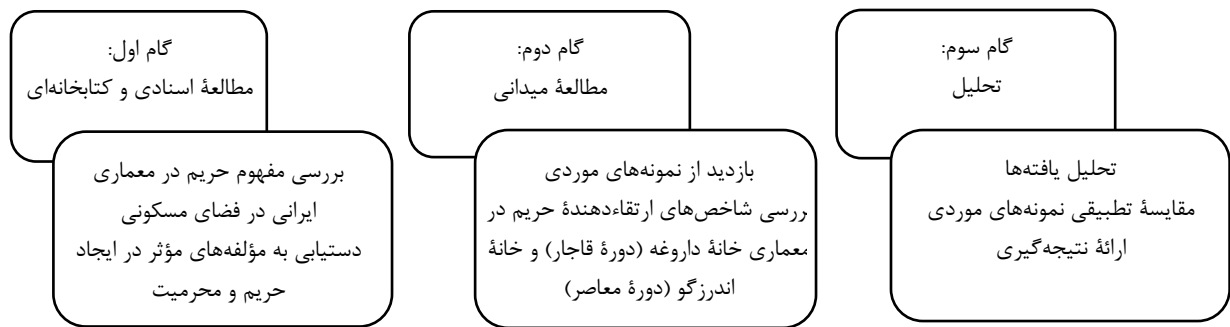 گام اول:
مطالعهٔ اسنادی و کتابخانه‌ای
بررسی مفهوم حریم در معماری
ایرانی در فضای مسکونی
دستیابی به مؤلفه‌های مؤثر در ایجاد
حریم و محرمیت
گام دوم:
مطالعهٔ میدانی
بازدید از نمونه‌های موردی
بررسی شاخص‌های ارتقاءدهندهٔ حریم در
معماری خانهٔ داروغه (دورهٔ قاجار) و خانهٔ
اندرزگو (دورهٔ معاصر)
گام سوم:
تحلیل
تحلیل یافته‌ها
مقایسهٔ تطبیقی نمونه‌های موردی
ارائهٔ نتیجه‌گیری